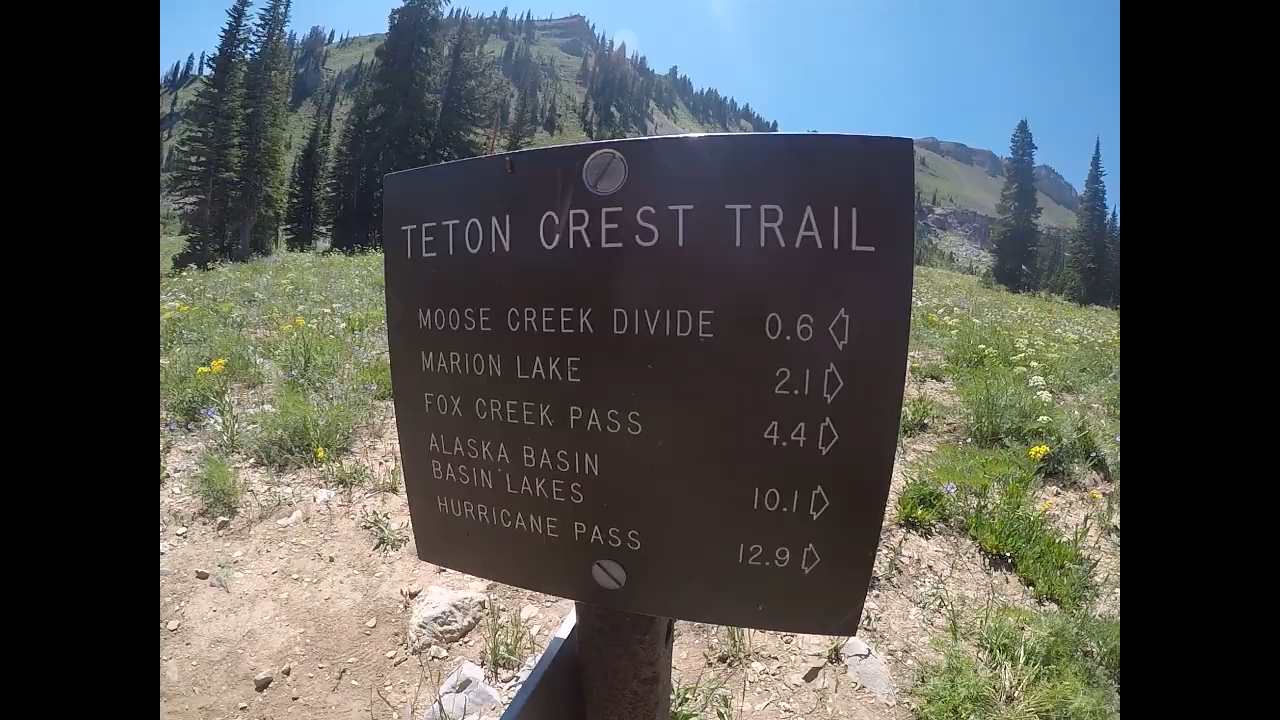 TETON CREST TRAIL
MOOSE CREEK DIVIDE 0.6
MARION LAKE 2.1
FOX CREEK PASS 4.4
ALASKA BASIN
BASIN LAKES 10.1
HURRICANE PASS 12.9